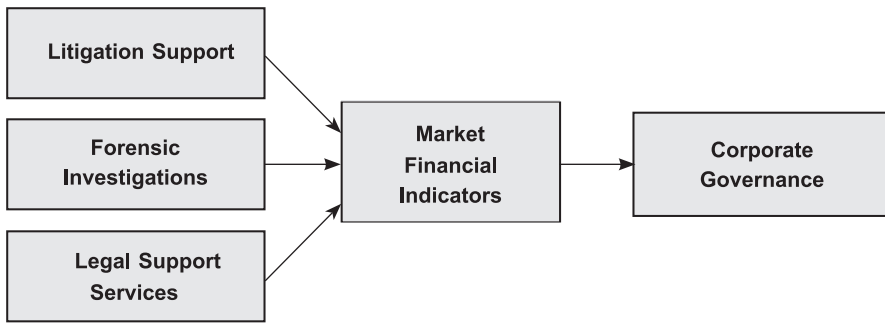 Litigation Support
Forensic
Investigations
Legal Support
Services
Market
Financial
Indicators
Corporate
Governance